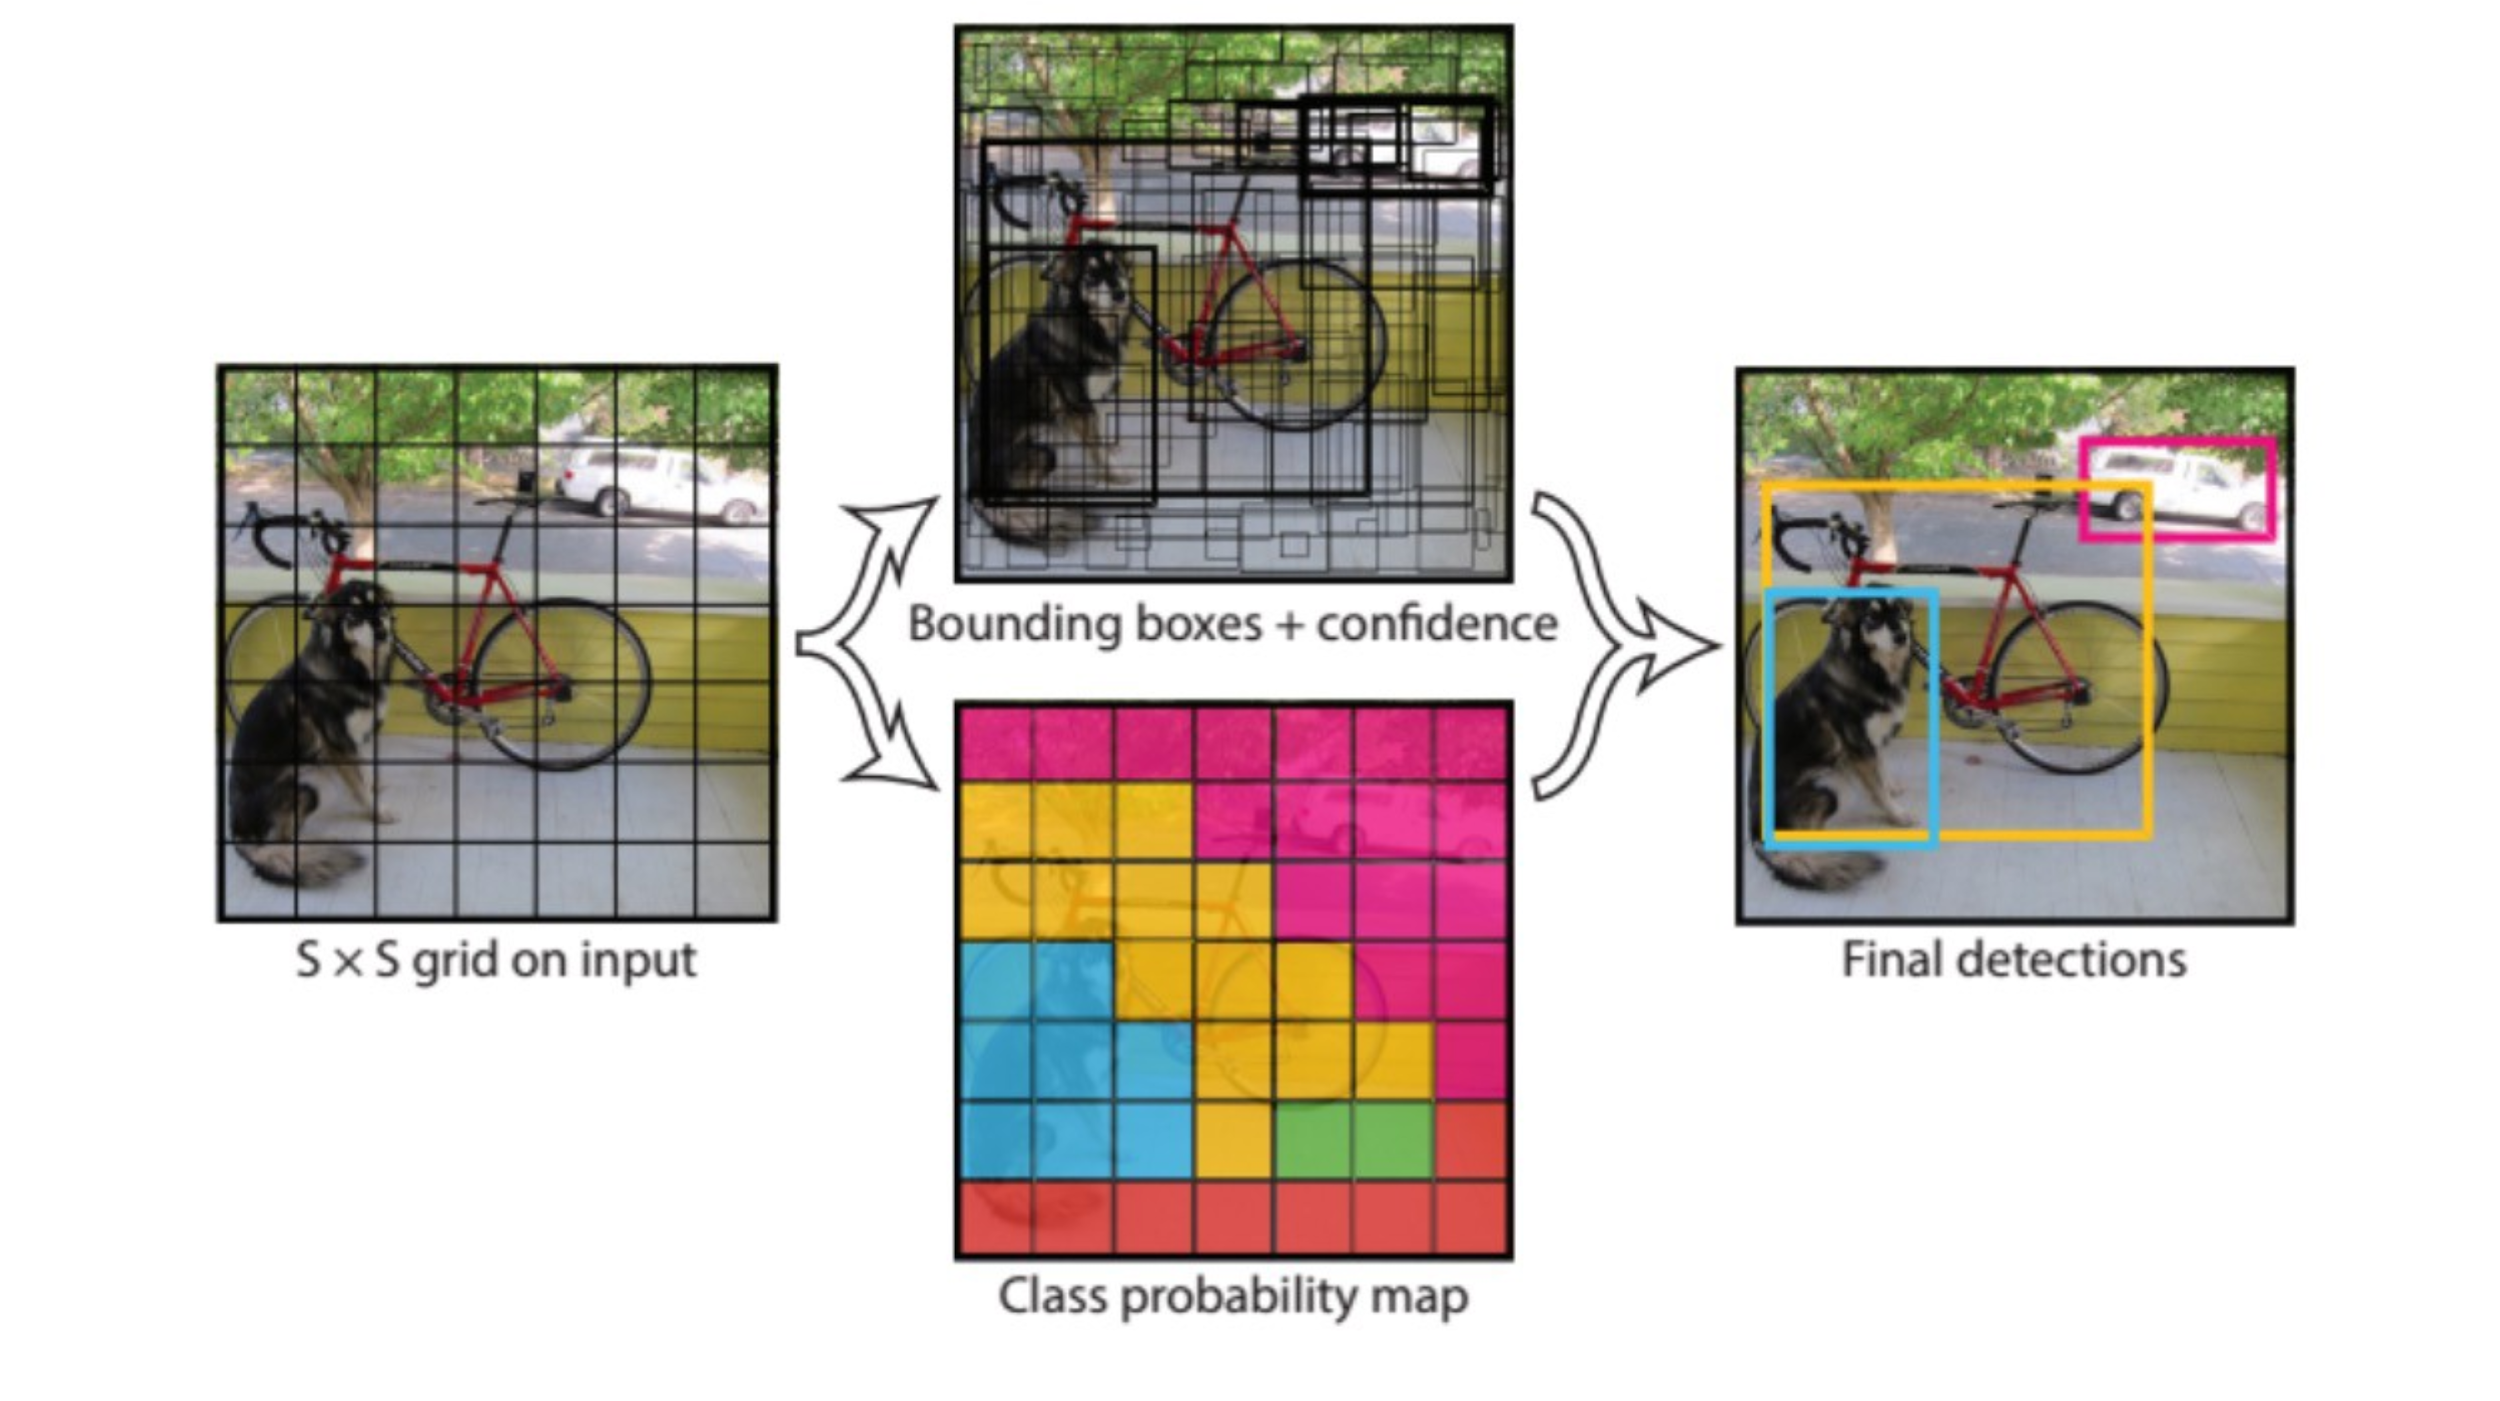 S × S grid on input
Bounding boxes + confidence
Class probability map
Final detections